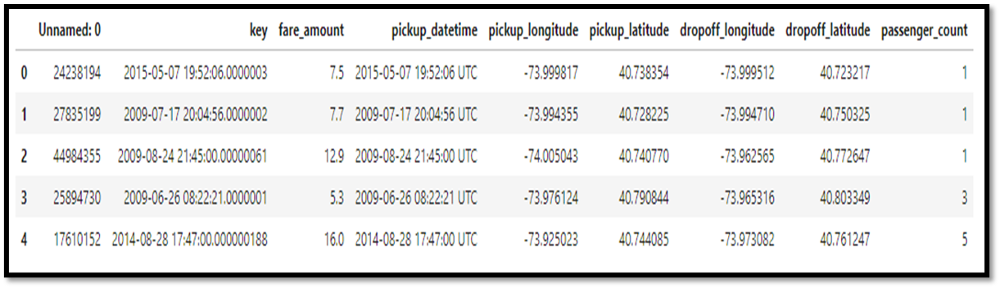 Unnamed: 0 key fare_amount pickup_datetime pickup_longitude pickup_latitude dropoff_longitude dropoff_latitude passenger_count
0 24238194 2015-05-07 19:52:06.0000003 7.5 2015-05-07 19:52:06 UTC -73.999817 40.738354 -73.999512 40.723217 1
1 27835199 2009-07-17 20:04:56.0000002 7.7 2009-07-17 20:04:56 UTC -73.994355 40.728225 -73.994710 40.750325 1
2 44984355 2009-08-24 21:45:00.00000061 12.9 2009-08-24 21:45:00 UTC -74.005043 40.740770 -73.962565 40.772647 1
3 25894730 2009-06-26 08:22:21.0000001 5.3 2009-06-26 08:22:21 UTC -73.976124 40.790844 -73.965316 40.803349 3
4 17610152 2014-08-28 17:47:00.000000188 16.0 2014-08-28 17:47:00 UTC -73.925023 40.744085 -73.973082 40.761247 5